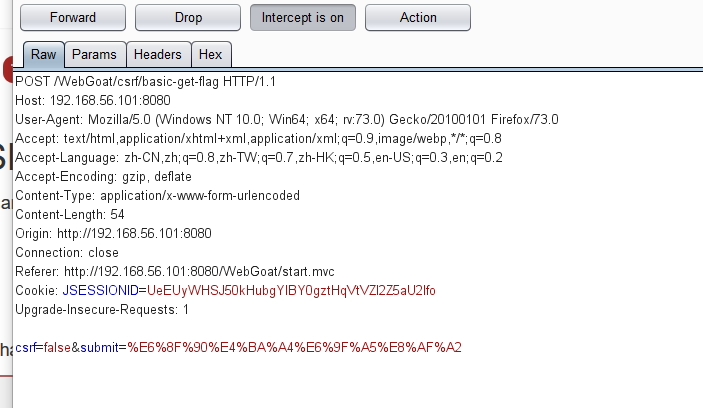 Forward Drop Intercept is on Action
Raw Params Headers Hex
POST /WebGoat/csrf/basic-get-flag HTTP/1.1
Host: 192.168.56.101:8080
User-Agent: Mozilla/5.0 (Windows NT 10.0; Win64; x64; rv:73.0) Gecko/20100101 Firefox/73.0
Accept: text/html,application/xhtml+xml,application/xml;q=0.9,image/webp,*/*;q=0.8
Accept-Language: zh-CN,zh;q=0.8,zh-TW;q=0.7,zh-HK;q=0.5,en-US;q=0.3,en;q=0.2
Accept-Encoding: gzip, deflate
Content-Type: application/x-www-form-urlencoded
Content-Length: 54
Origin: http://192.168.56.101:8080
Connection: close
Referer: http://192.168.56.101:8080/WebGoat/start.mvc
Cookie: JSESSIONID=UeEUyWHSJ50kHubgYIBY0gztHqVtVZl2Z5aU2Ifo
Upgrade-Insecure-Requests: 1
csrf=false&submit=%E6%8F%90%E4%BA%A4%E6%9F%A5%E8%AF%A2